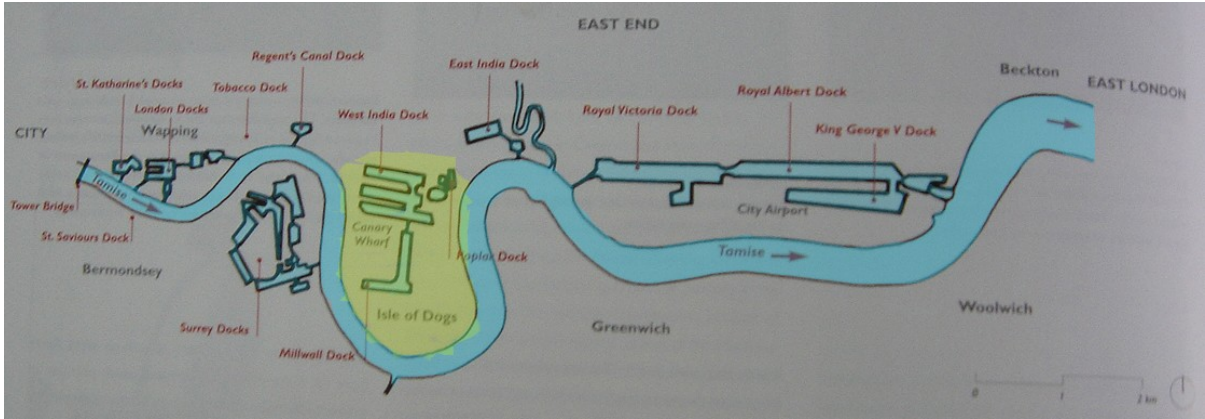 EAST END
Regent's Canal Dock
East India Dock
Beckton
EAST LONDON
St. Katharine's Docks
Tobacco Dock
London Docks
West India Dock
Royal Victoria Dock
Royal Albert Dock
King George V Dock
CITY
Wapping
Tamise
Tower Bridge
St. Saviours Dock
City Airport
Canary
Wharf
Poplar Dock
Tamise
Bermondsey
Isle of Dogs
Woolwich
Surrey Docks
Greenwich
Millwall Dock
0 1 2 km